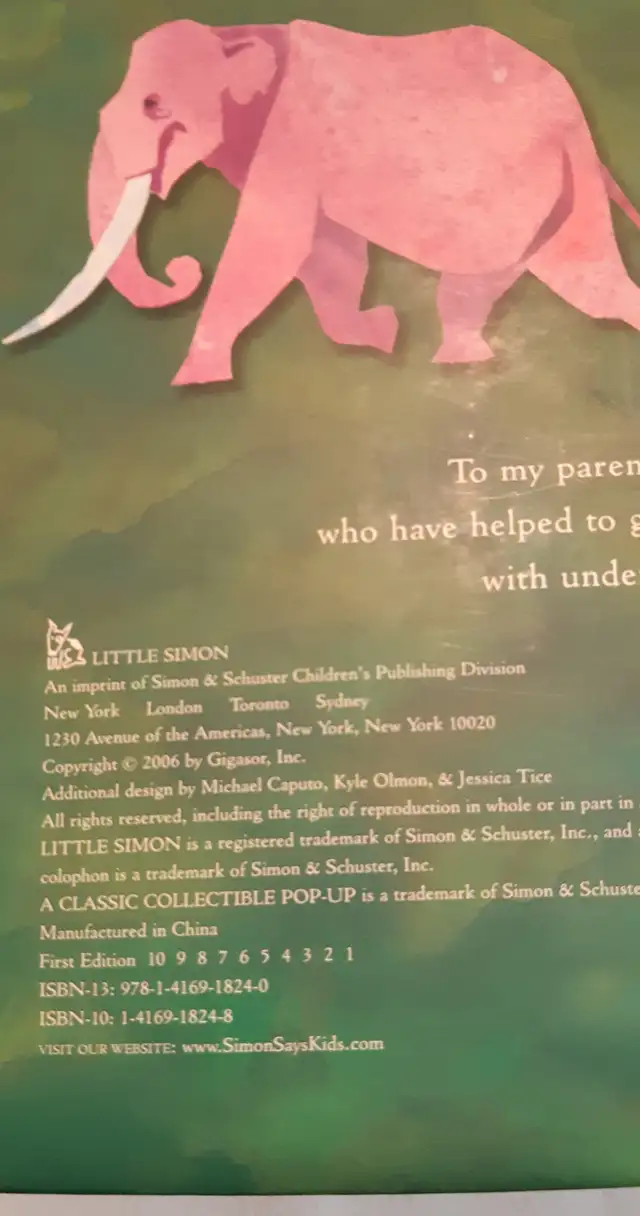 To my paren
who have helped to g
with unde
LITTLE SIMON
An imprint of Simon & Schuster Children's Publishing Division
New York London Toronto Sydney
1230 Avenue of the Americas, New York, New York 10020
Copyright © 2006 by Gigasor, Inc.
Additional design by Michael Caputo, Kyle Olmon, & Jessica Tice
All rights reserved, including the right of reproduction in whole or in part in
LITTLE SIMON is a registered trademark of Simon & Schuster, Inc., and a
colophon is a trademark of Simon & Schuster, Inc.
A CLASSIC COLLECTIBLE POP-UP is a trademark of Simon & Schuste
Manufactured in China
First Edition 10 9 8 7 6 5 4 3 2 1
ISBN-13: 978-1-4169-1824-0
ISBN-10: 1-4169-1824-8
VISIT OUR WEBSITE: www.SimonSaysKids.com